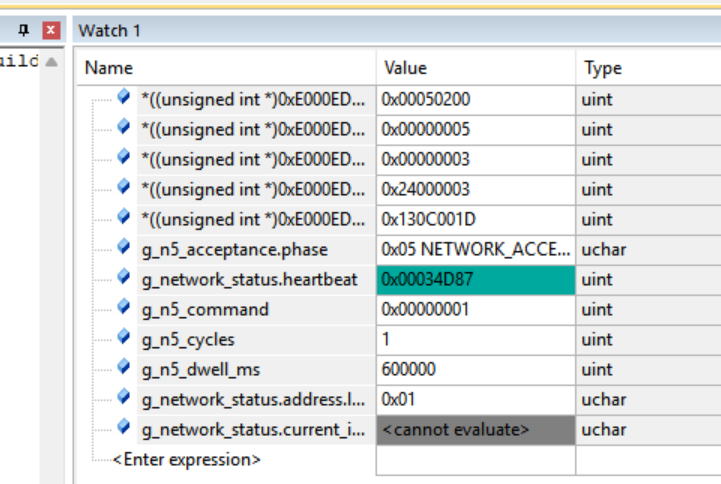 Watch 1
uild
Name Value Type
*((unsigned int *)0xE000ED... 0x00050200 uint
*((unsigned int *)0xE000ED... 0x00000005 uint
*((unsigned int *)0xE000ED... 0x00000003 uint
*((unsigned int *)0xE000ED... 0x24000003 uint
*((unsigned int *)0xE000ED... 0x130C001D uint
g_n5_acceptance.phase 0x05 NETWORK_ACCE... uchar
g_network_status.heartbeat 0x00034D87 uint
g_n5_command 0x00000001 uint
g_n5_cycles 1 uint
g_n5_dwell_ms 600000 uint
g_network_status.address.l... 0x01 uchar
g_network_status.current_i... <cannot evaluate> uchar
<Enter expression>